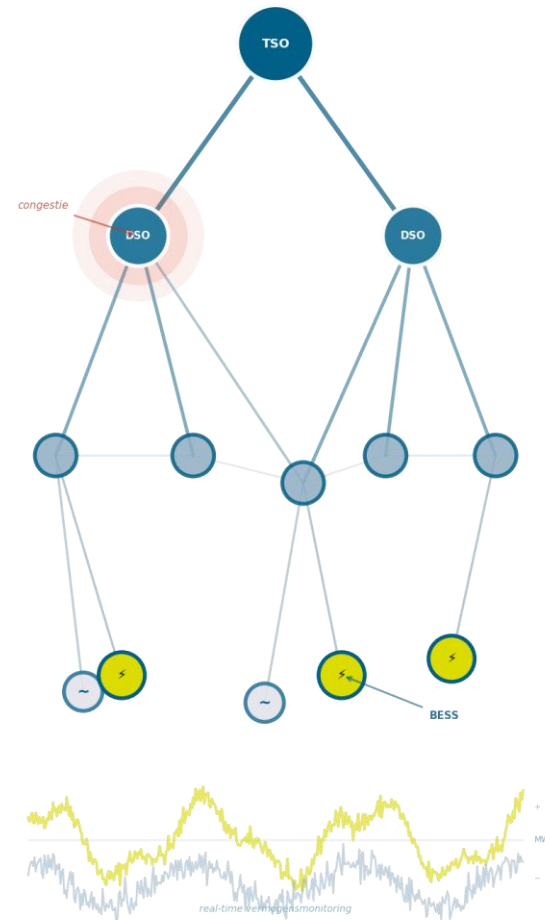 TSO
congestie
DSO
DSO
⚡
⚡
⚡
~
~
BESS
+
MW
−
real-time vermogensmonitoring